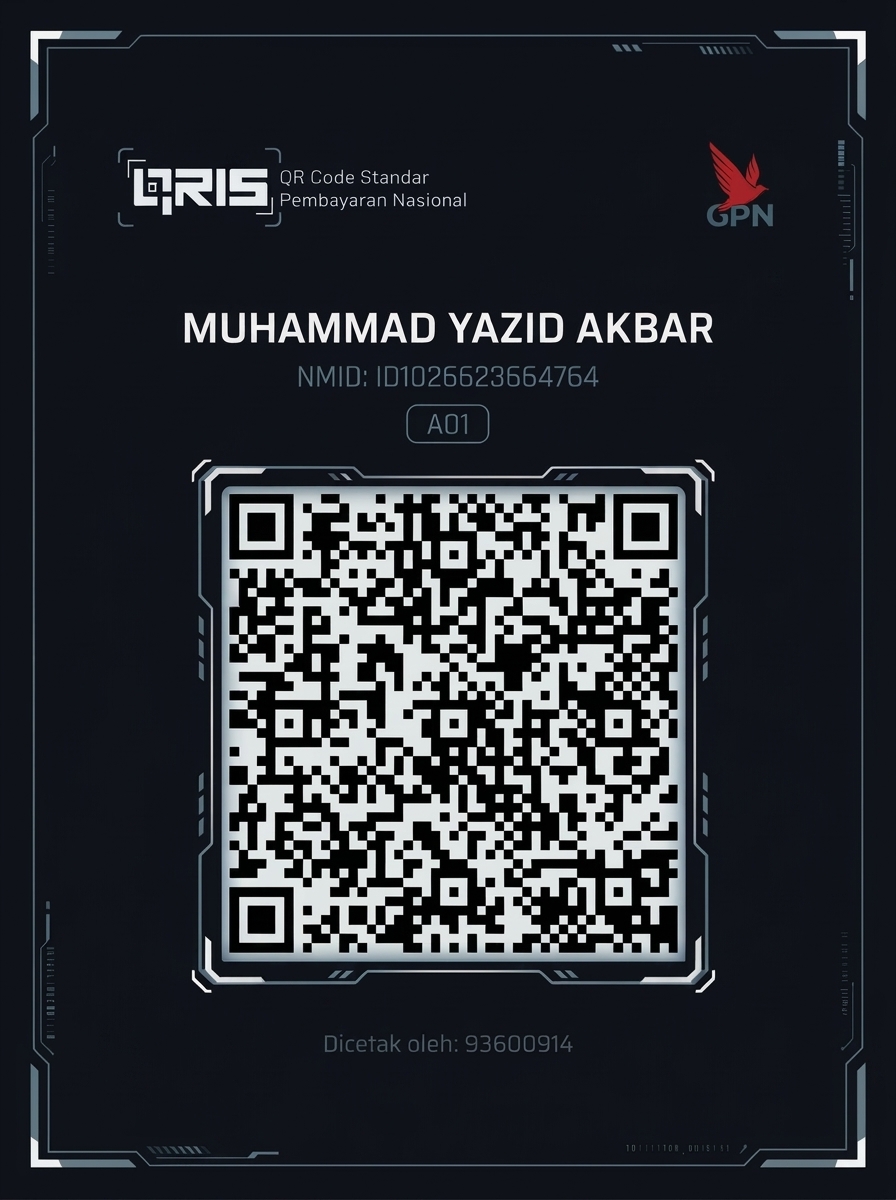 QRIS
QR Code Standar
Pembayaran Nasional
GPN
MUHAMMAD YAZID AKBAR
NMID: ID1026623664764
A01
Dicetak oleh: 93600914